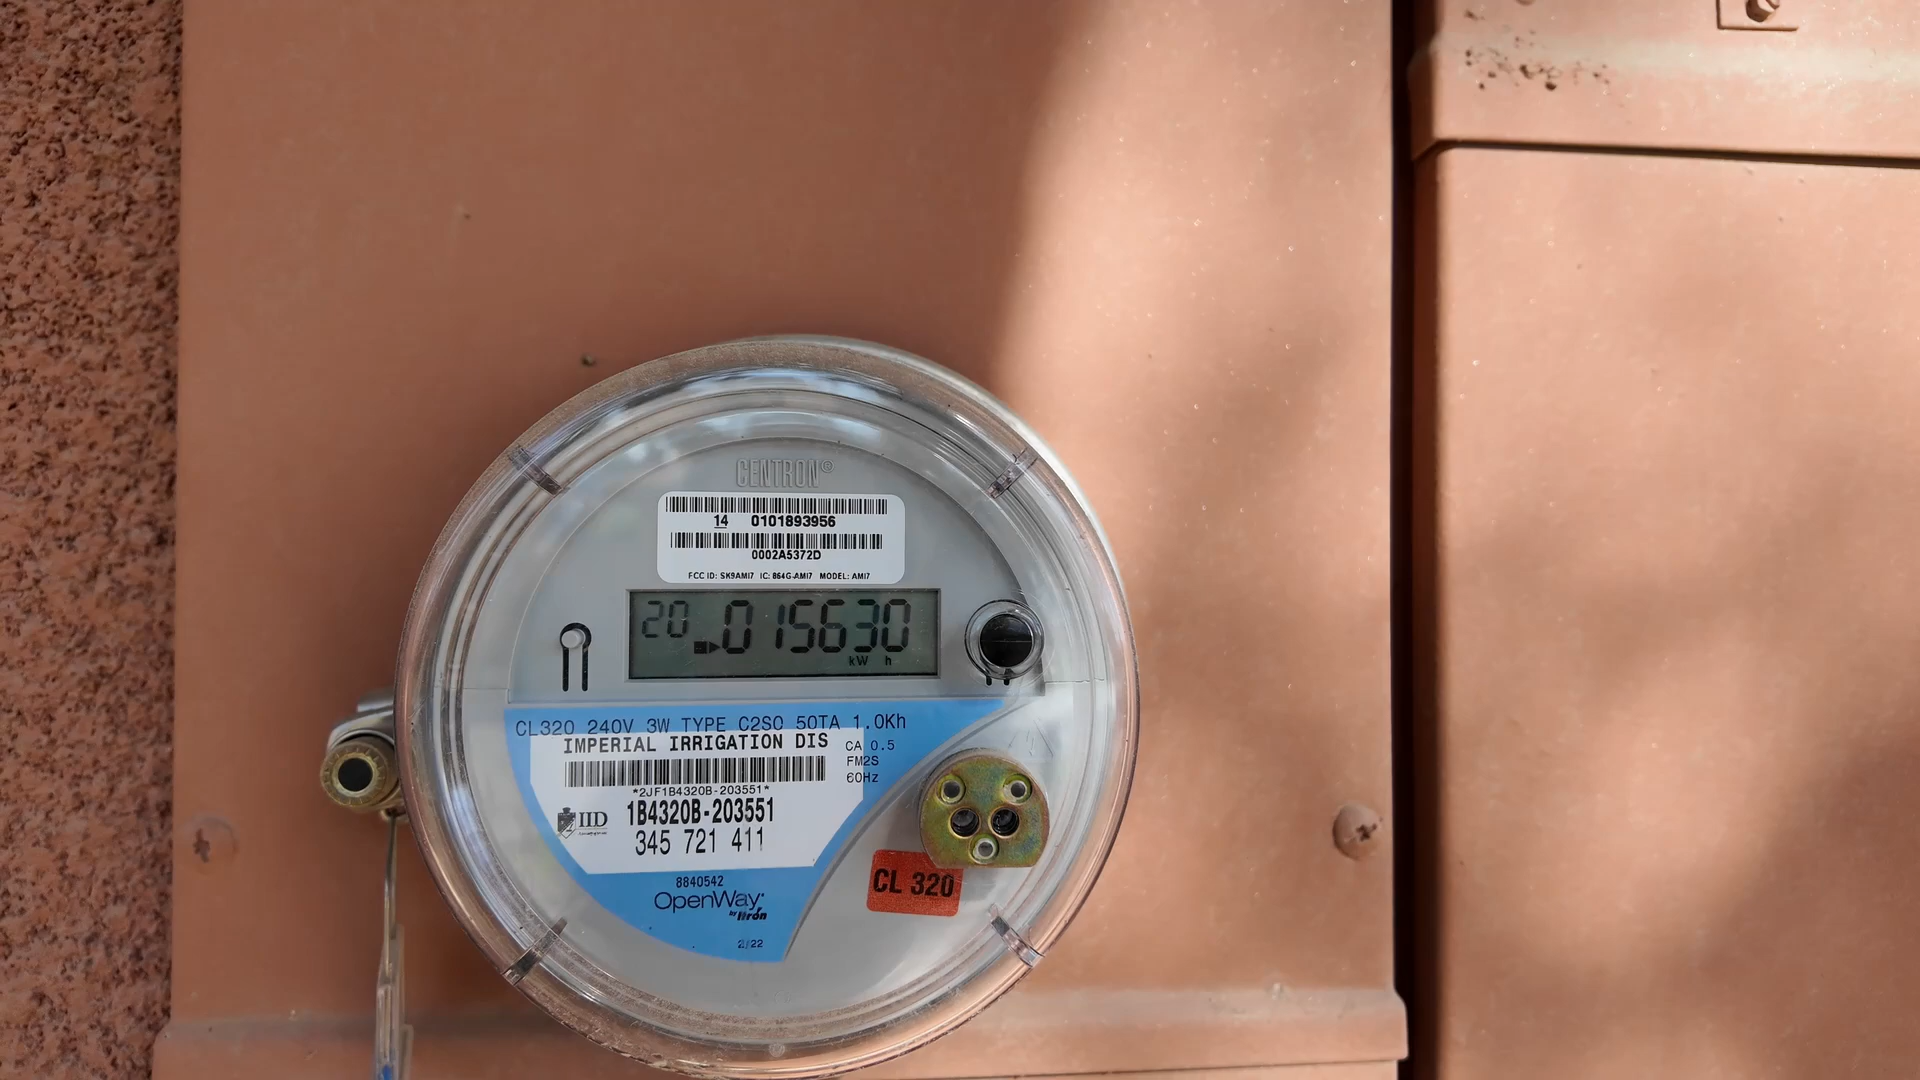 CENTRON©
14 0101893956
0002A5372D
FCC ID: SK9AMI7 IC: 864G-AMI7 MODEL: AMI7
20 015630
kW h
CL320 240V 3W TYPE C2SO 50TA 1.0Kh
IMPERIAL IRRIGATION DIS
CA 0.5
FM2S
60Hz
*2JF1B4320B-203551*
IID
1B4320B-203551
345 721 411
CL 320
8840542
OpenWay
by Itron
2/22